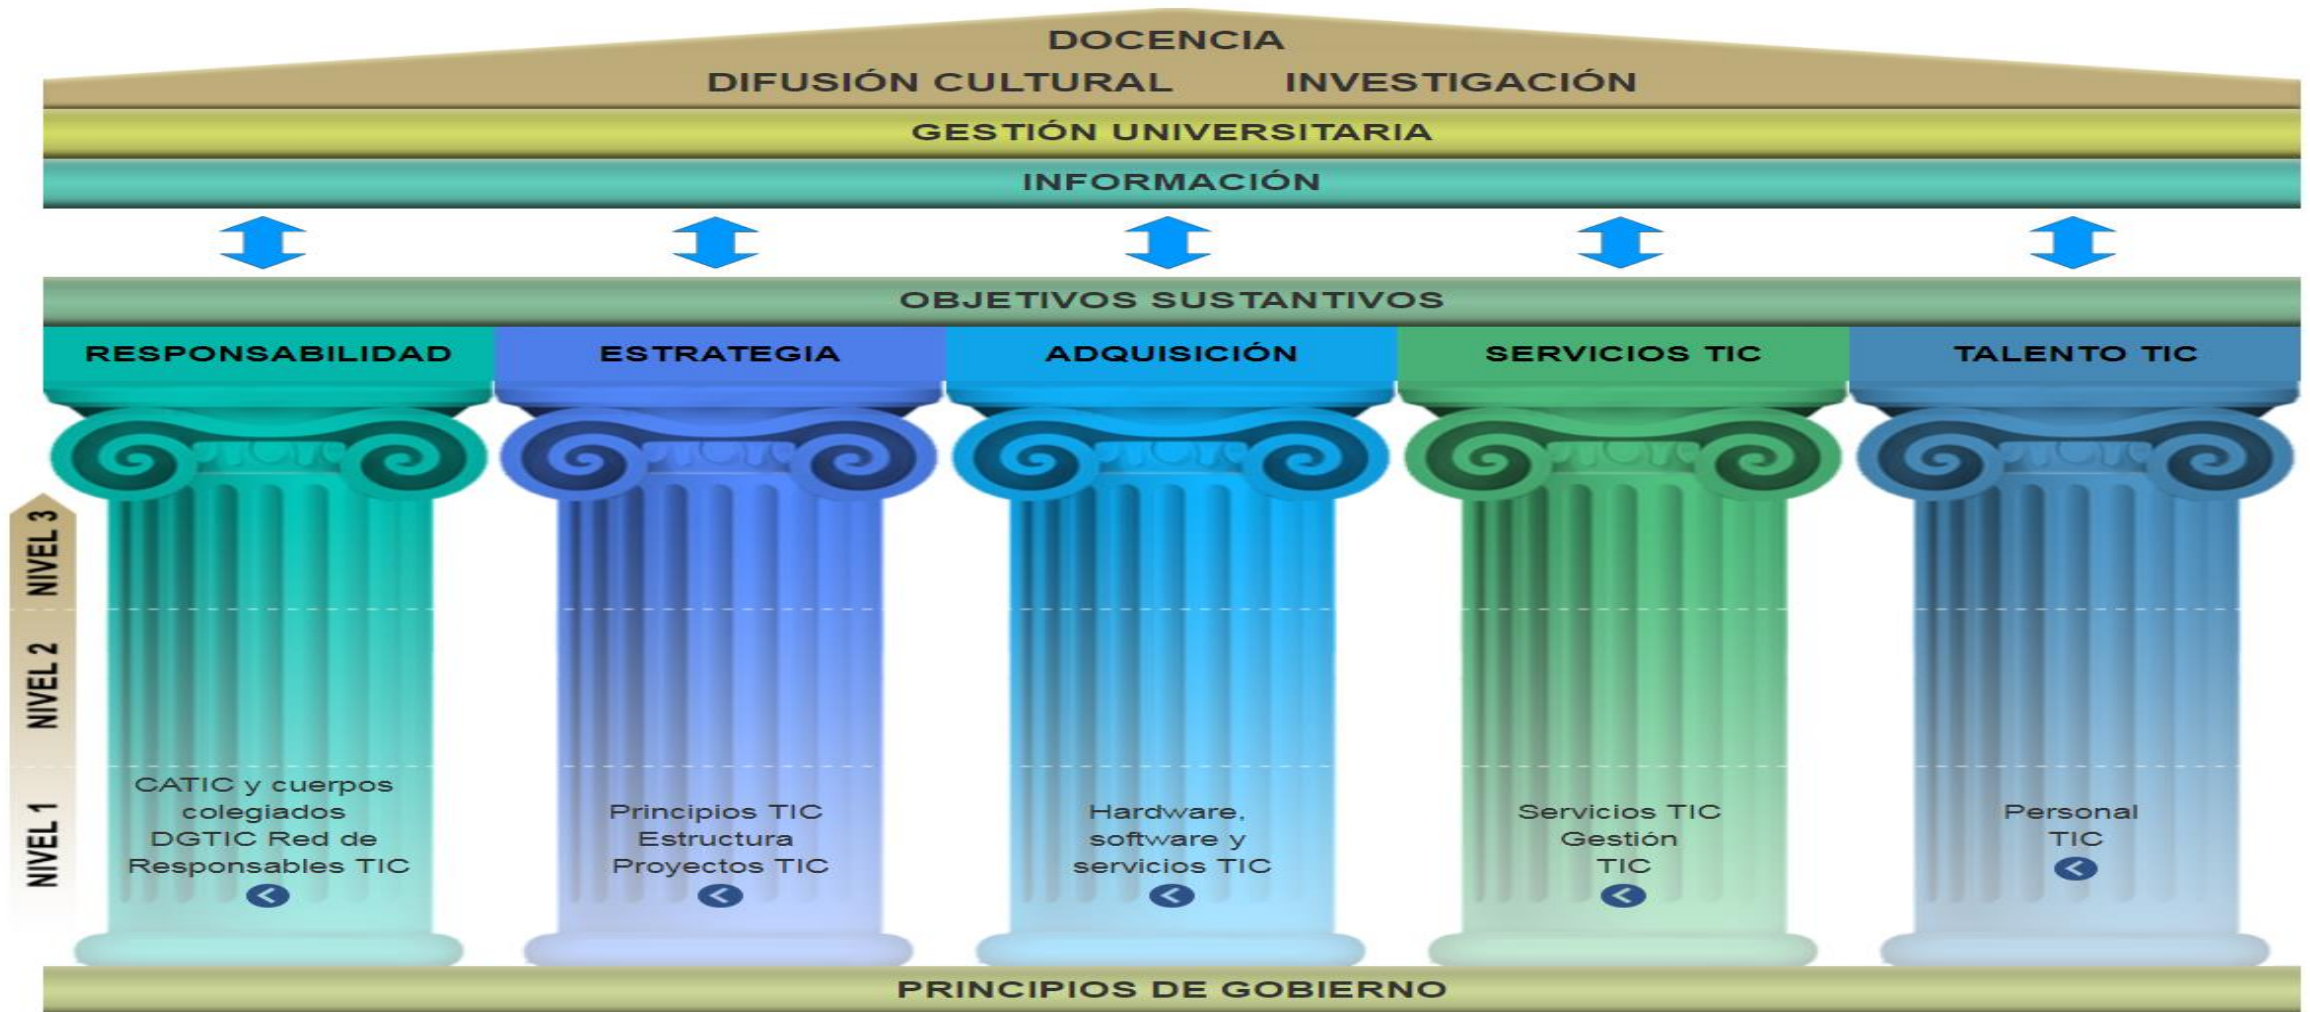 DOCENCIA
DIFUSIÓN CULTURAL INVESTIGACIÓN
GESTIÓN UNIVERSITARIA
INFORMACIÓN
OBJETIVOS SUSTANTIVOS
RESPONSABILIDAD
ESTRATEGIA
ADQUISICIÓN
SERVICIOS TIC
TALENTO TIC
NIVEL 3
NIVEL 2
NIVEL 1
CATIC y cuerpos
colegiados
DGTIC Red de
Responsables TIC
Principios TIC
Estructura
Proyectos TIC
Hardware,
software y
servicios TIC
Servicios TIC
Gestión
TIC
Personal
TIC
PRINCIPIOS DE GOBIERNO